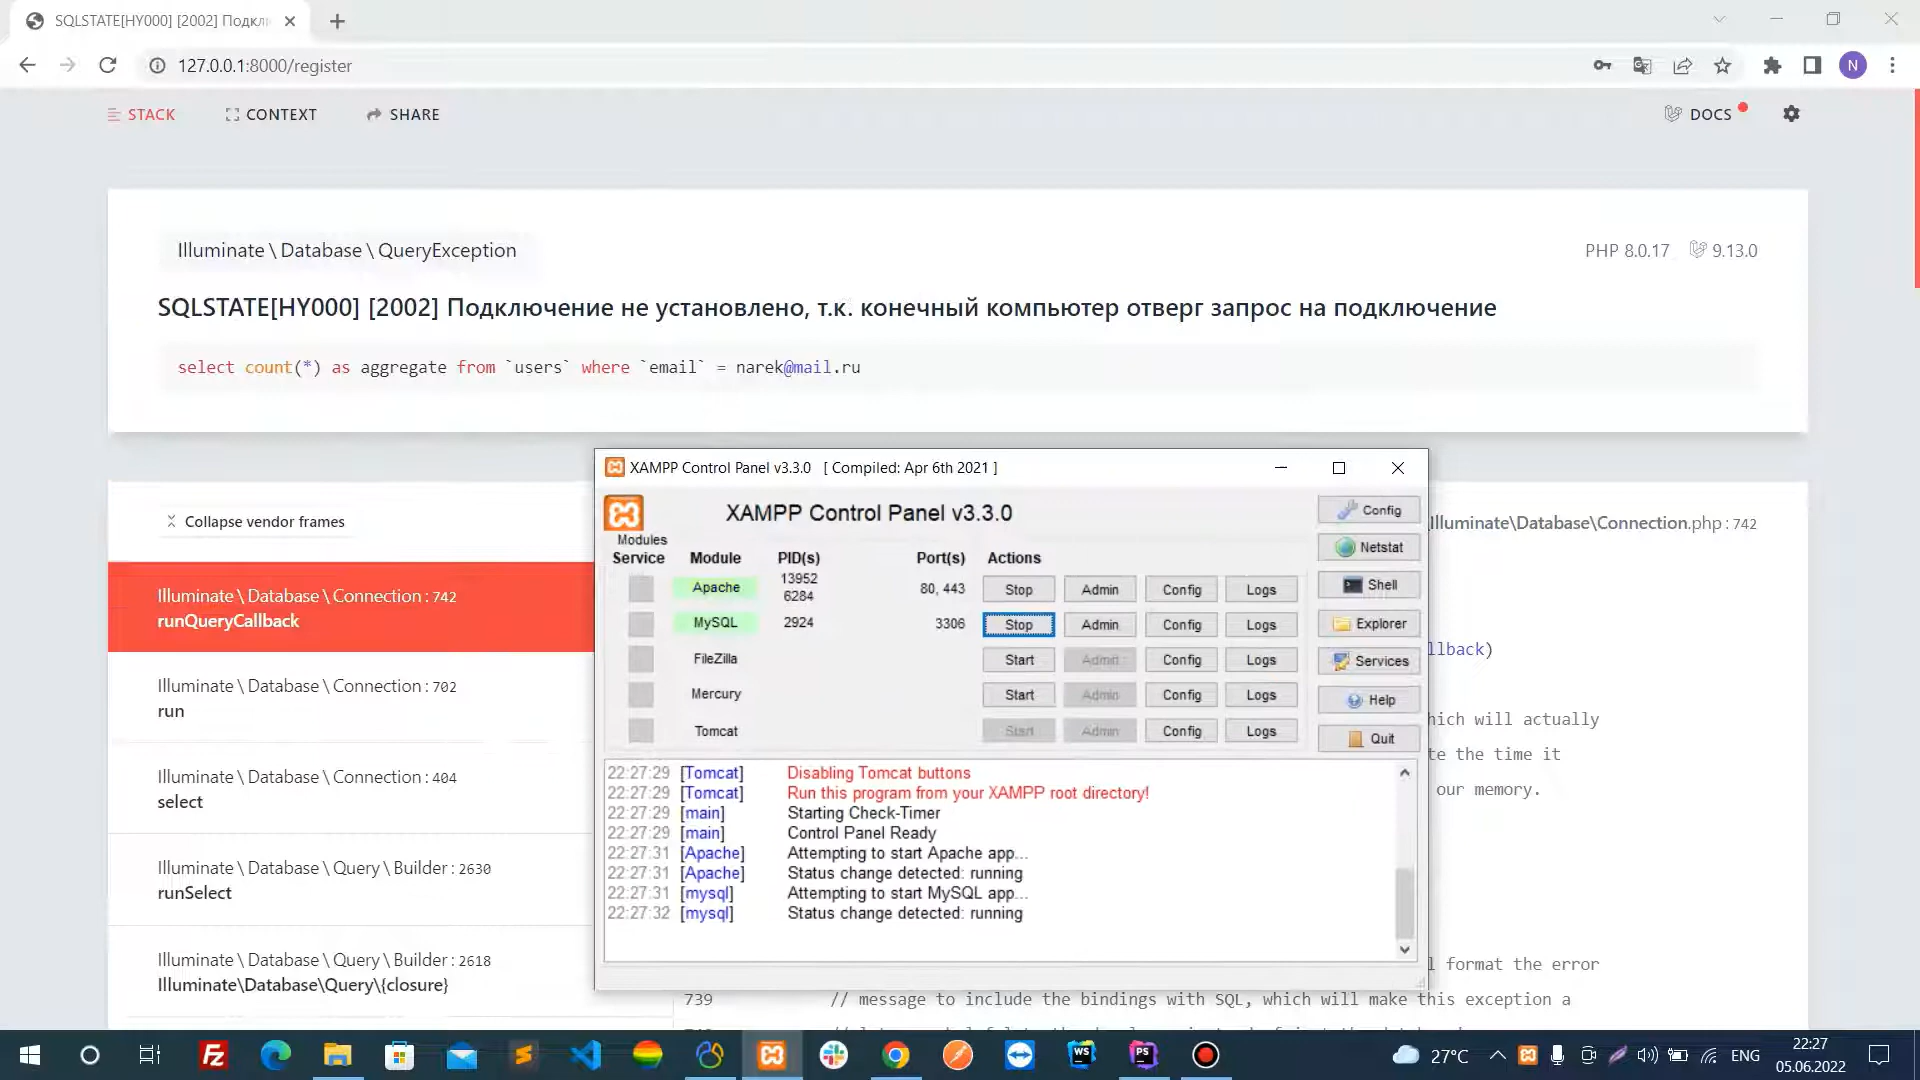 SQLSTATE[HY000] [2002] Подкл
127.0.0.1:8000/register
N
STACK
CONTEXT
SHARE
DOCS
Illuminate\Database\QueryException
PHP 8.0.17 9.13.0
SQLSTATE[HY000] [2002] Подключение не установлено, т.к. конечный компьютер отверг запрос на подключение
select count(*) as aggregate from `users` where `email` = narek@mail.ru
Collapse vendor frames
Illuminate\Database\Connection:742
runQueryCallback
Illuminate\Database\Connection:702
run
Illuminate\Database\Connection:404
select
Illuminate\Database\Query\Builder:2630
runSelect
Illuminate\Database\Query\Builder:2618
Illuminate\Database\Query\{closure}
XAMPP Control Panel v3.3.0 [ Compiled: Apr 6th 2021 ]
XAMPP Control Panel v3.3.0
Modules
Service Module PID(s) Port(s) Actions
Apache 13952 6284 80, 443 Stop Admin Config Logs
MySQL 2924 3306 Stop Admin Config Logs
FileZilla Start Admin Config Logs
Mercury Start Admin Config Logs
Tomcat Start Admin Config Logs
Config
Netstat
Shell
Explorer
Services
Help
Quit
22:27:29 [Tomcat] Disabling Tomcat buttons
22:27:29 [Tomcat] Run this program from your XAMPP root directory!
22:27:29 [main] Starting Check-Timer
22:27:29 [main] Control Panel Ready
22:27:31 [Apache] Attempting to start Apache app...
22:27:31 [Apache] Status change detected: running
22:27:31 [mysql] Attempting to start MySQL app...
22:27:32 [mysql] Status change detected: running
Illuminate\Database\Connection.php:742
llback)
hich will actually
te the time it
our memory.
l format the error
739 // message to include the bindings with SQL, which will make this exception a
Fz
WS
PS
27°C
ENG
22:27
05.06.2022